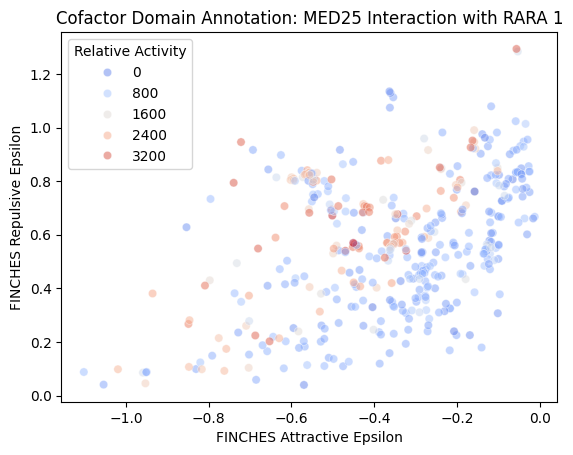 Cofactor Domain Annotation: MED25 Interaction with RARA 1
Relative Activity
0
800
1600
2400
3200
FINCHES Repulsive Epsilon
1.2
1.0
0.8
0.6
0.4
0.2
0.0
−1.0 −0.8 −0.6 −0.4 −0.2 0.0
FINCHES Attractive Epsilon